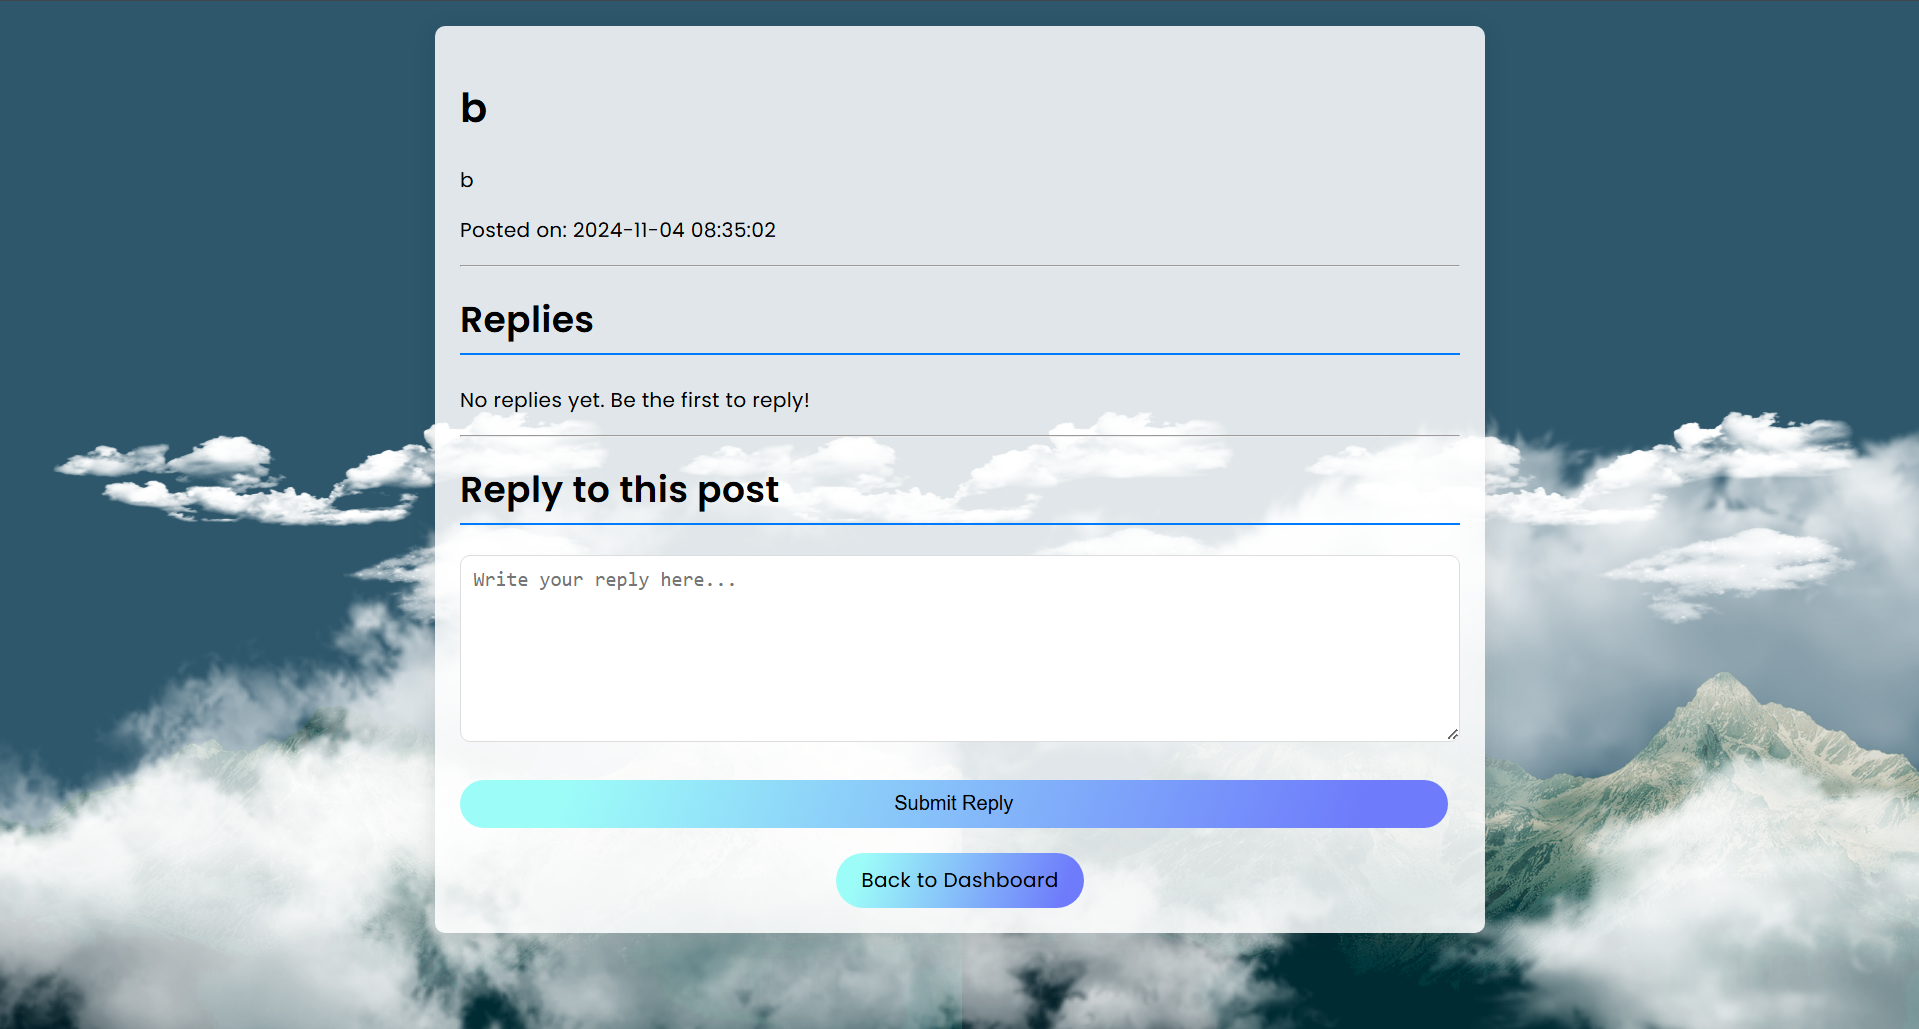 b
b
Posted on: 2024-11-04 08:35:02
Replies
No replies yet. Be the first to reply!
Reply to this post
Write your reply here...
Submit Reply
Back to Dashboard